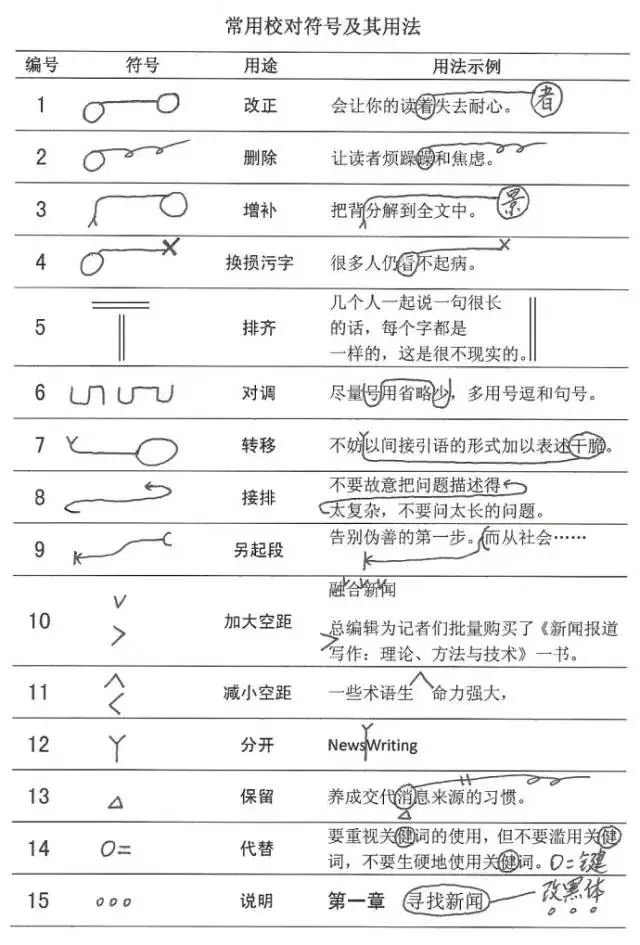 常用校对符号及其用法
编号 符号 用途 用法示例
1 改正 会让你的读着失去耐心。 者
2 删除 让读者烦躁躁和焦虑。
3 增补 把背分解到全文中。 景
4 换损污字 很多人仍看不起病。
5 排齐 几个人一起说一句很长
的话，每个字都是
一样的，这是很不现实的。
6 对调 尽量号用省略少，多用号逗和句号。
7 转移 不妨以间接引语的形式加以表述干脆。
8 接排 不要故意把问题描述得
太复杂，不要问太长的问题。
9 另起段 告别伪善的第一步。而从社会……
10 加大空距 融合新闻
总编辑为记者们批量购买了《新闻报道
写作：理论、方法与技术》一书。
11 减小空距 一些术语生 命力强大，
12 分开 NewsWriting
13 保留 养成交代消息来源的习惯。
14 O= 代替 要重视关健词的使用，但不要滥用关健
词，不要生硬地使用关健词。 O=键
15 说明 第一章 寻找新闻 改黑体